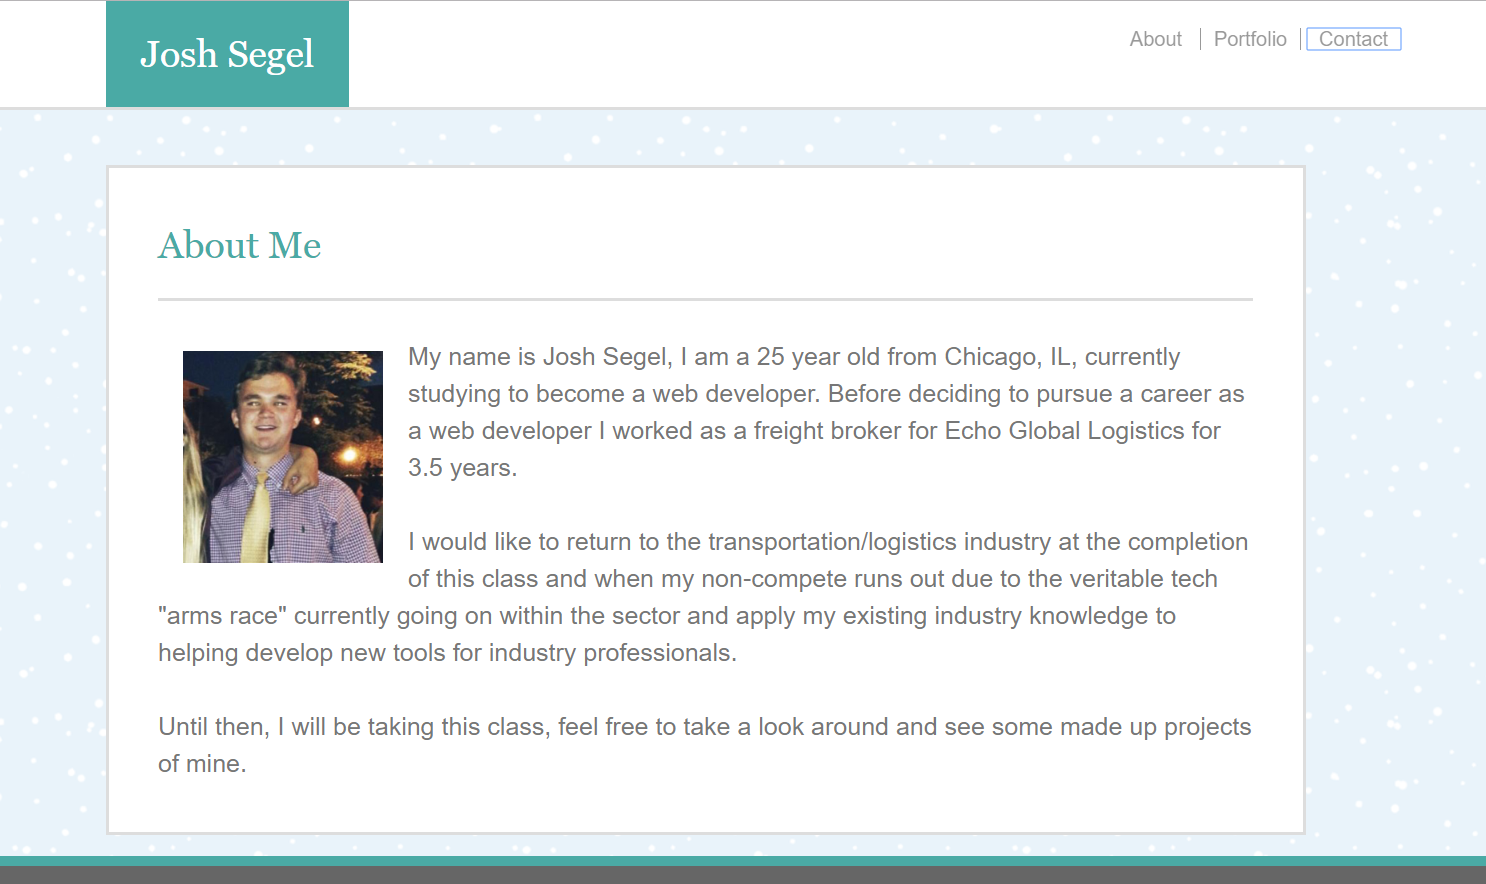 Josh Segel
About
Portfolio
Contact
About Me
My name is Josh Segel, I am a 25 year old from Chicago, IL, currently
studying to become a web developer. Before deciding to pursue a career as
a web developer I worked as a freight broker for Echo Global Logistics for
3.5 years.
I would like to return to the transportation/logistics industry at the completion
of this class and when my non-compete runs out due to the veritable tech
"arms race" currently going on within the sector and apply my existing industry knowledge to
helping develop new tools for industry professionals.
Until then, I will be taking this class, feel free to take a look around and see some made up projects
of mine.